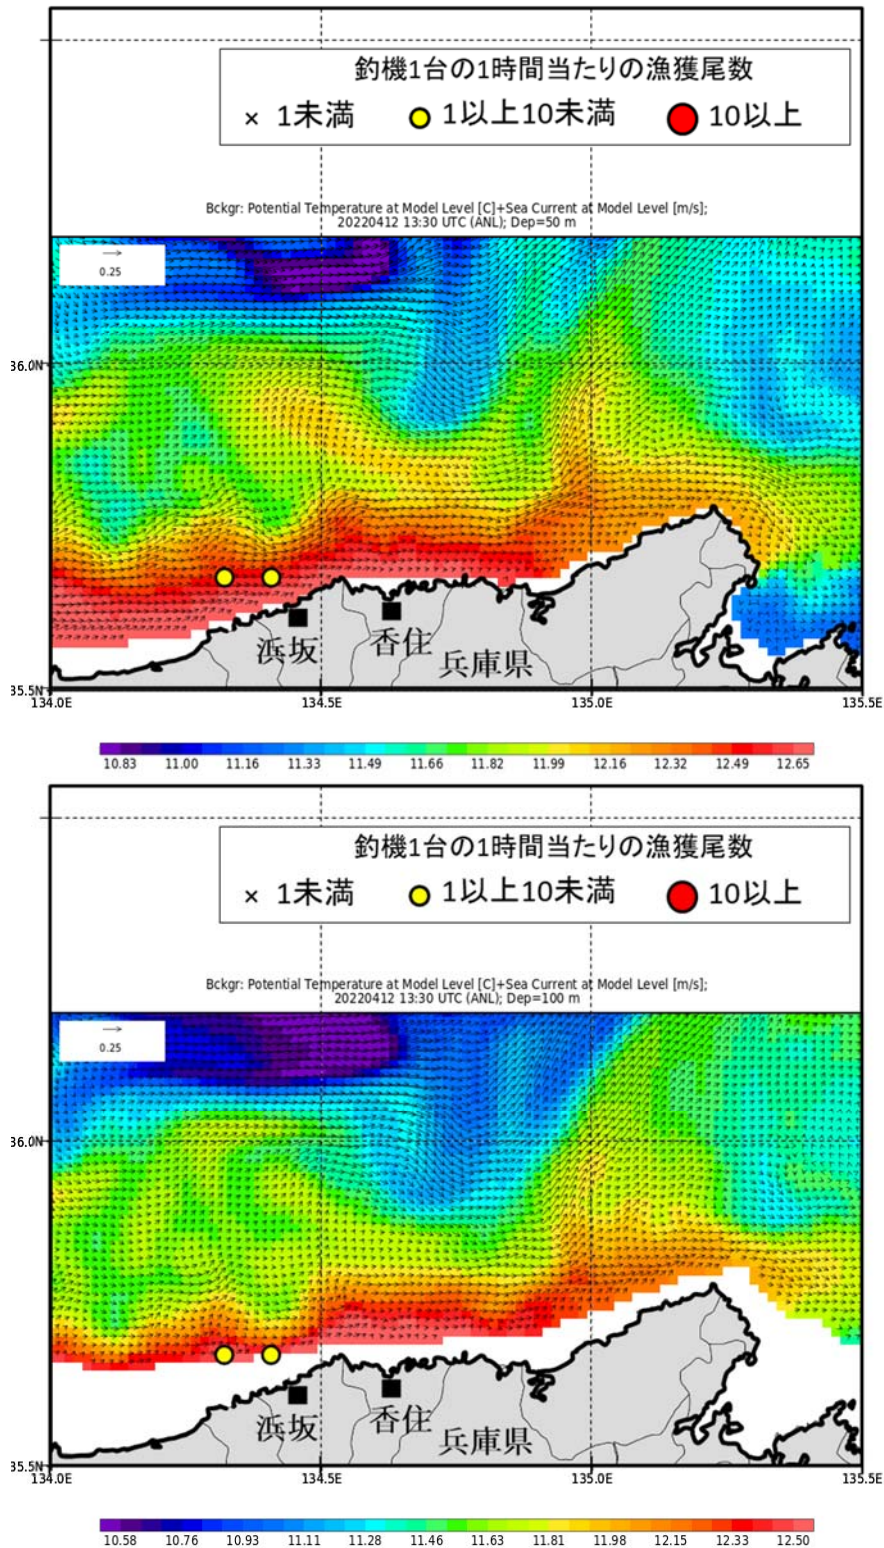 釣機1台の1時間当たりの漁獲尾数
× 1未満 1以上10未満 10以上
Bckgr: Potential Temperature at Model Level [C]+Sea Current at Model Level [m/s];
20220412 13:30 UTC (ANL); Dep=50 m
0.25
36.0N
浜坂 香住
兵庫県
35.5N
134.0E 134.5E 135.0E 135.5E
10.83 11.00 11.16 11.33 11.49 11.66 11.82 11.99 12.16 12.32 12.49 12.65
釣機1台の1時間当たりの漁獲尾数
× 1未満 1以上10未満 10以上
Bckgr: Potential Temperature at Model Level [C]+Sea Current at Model Level [m/s];
20220412 13:30 UTC (ANL); Dep=100 m
0.25
36.0N
浜坂 香住
兵庫県
35.5N
134.0E 134.5E 135.0E 135.5E
10.58 10.76 10.93 11.11 11.28 11.46 11.63 11.81 11.98 12.15 12.33 12.50